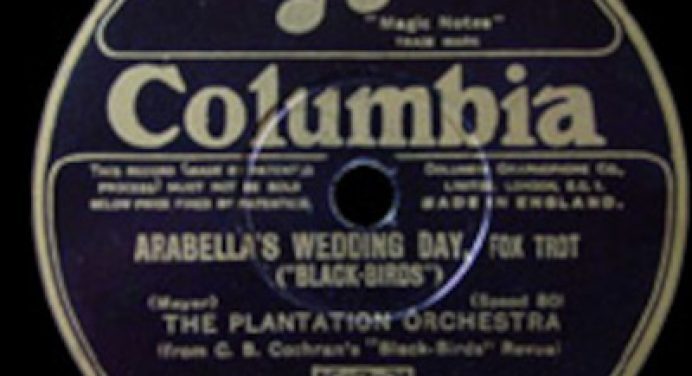 "Magic Notes"
TRADE MARK
Columbia
THIS RECORD MADE BY PATENTED
PROCESS MUST NOT BE SOLD
BELOW PRICE FIXED BY PATENTEES.
COLUMBIA GRAPHOPHONE CO.,
LIMITED, LONDON, E.C. 1.
MADE IN ENGLAND.
ARABELLA'S WEDDING DAY, FOX TROT
("BLACK-BIRDS")
(Meyer) (Speed 80)
THE PLANTATION ORCHESTRA
(from C. B. Cochran's "Black-Birds" Revue)